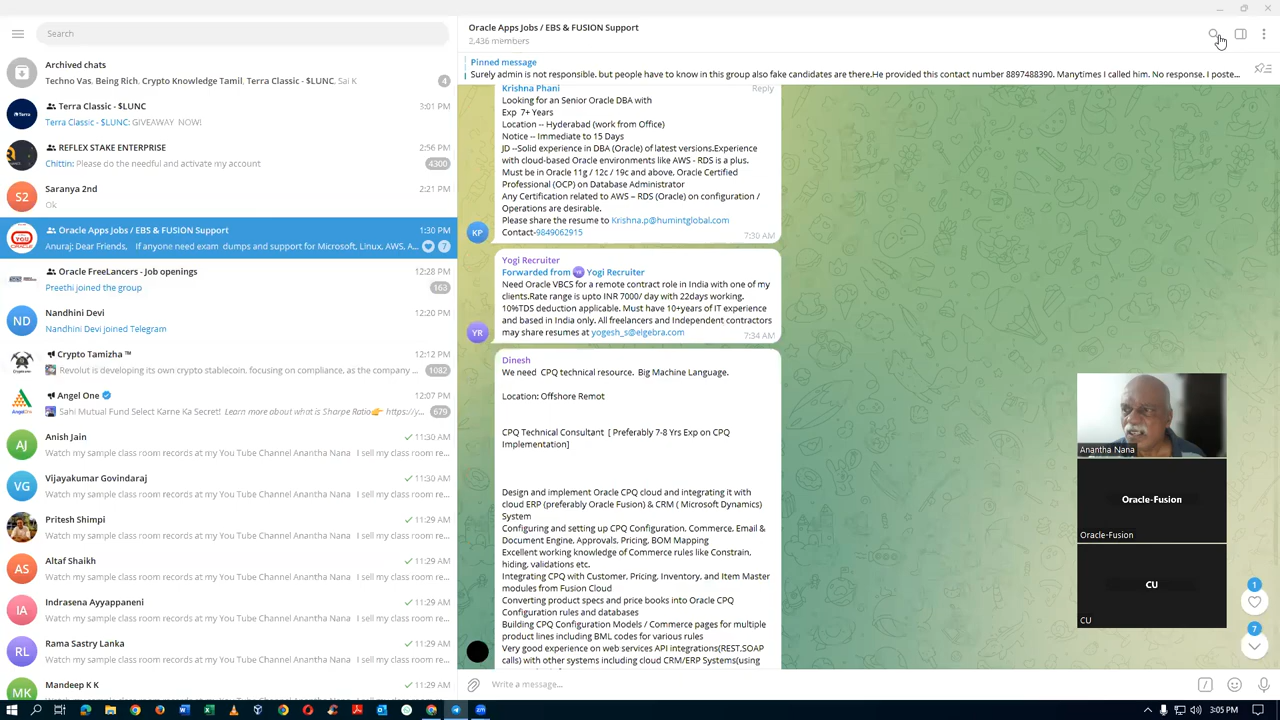 Search
Archived chats
Techno Vas, Being Rich, Crypto Knowledge Tamil, Terra Classic - $LUNC, Sai K
4
Terra Classic - $LUNC
3:01 PM
Terra Classic - $LUNC: GIVEAWAY NOW!
REFLEX STAKE ENTERPRISE
2:56 PM
Chittin: Please do the needful and activate my account
4300
S2
Saranya 2nd
2:21 PM
Ok
Oracle Apps Jobs / EBS & FUSION Support
1:30 PM
Anuraj: Dear Friends, If anyone need exam dumps and support for Microsoft, Linux, AWS, A...
7
Oracle FreeLancers - Job openings
12:28 PM
Preethi joined the group
163
ND
Nandhini Devi
12:20 PM
Nandhini Devi joined Telegram
Crypto Tamizha ™
12:12 PM
Revolut is developing its own crypto stablecoin, focusing on compliance, as the company ...
1082
Angel One
12:07 PM
Sahi Mutual Fund Select Karne Ka Secret! Learn more about what is Sharpe Ratio👉 https://y...
679
AJ
Anish Jain
11:30 AM
Watch my sample class room records at my You Tube Channel Anantha Nana I sell my class room re...
VG
Vijayakumar Govindaraj
11:30 AM
Watch my sample class room records at my You Tube Channel Anantha Nana I sell my class room re...
Pritesh Shimpi
11:29 AM
Watch my sample class room records at my You Tube Channel Anantha Nana I sell my class room re...
AS
Altaf Shaikh
11:29 AM
Watch my sample class room records at my You Tube Channel Anantha Nana I sell my class room re...
IA
Indrasena Ayyappaneni
11:29 AM
Watch my sample class room records at my You Tube Channel Anantha Nana I sell my class room re...
RL
Rama Sastry Lanka
11:29 AM
Watch my sample class room records at my You Tube Channel Anantha Nana I sell my class room re...
MK
Mandeep K K
11:29 AM
Oracle Apps Jobs / EBS & FUSION Support
2,436 members
Pinned message
Surely admin is not responsible, but people have to know in this group also fake candidates are there.He provided this contact number 8897488390. Manytimes I called him. No response. I poste...
Krishna Phani
Reply
Looking for an Senior Oracle DBA with
Exp 7+ Years
Location -- Hyderabad (work from Office)
Notice -- Immediate to 15 Days
JD --Solid experience in DBA (Oracle) of latest versions.Experience
with cloud-based Oracle environments like AWS - RDS is a plus.
Must be in Oracle 11g / 12c / 19c and above, Oracle Certified
Professional (OCP) on Database Administrator
Any Certification related to AWS – RDS (Oracle) on configuration /
Operations are desirable.
Please share the resume to Krishna.p@humintglobal.com
Contact-9849062915
7:30 AM
KP
Yogi Recruiter
Forwarded from YR Yogi Recruiter
Need Oracle VBCS for a remote contract role in India with one of my
clients.Rate range is upto INR 7000/ day with 22days working.
10%TDS deduction applicable. Must have 10+years of IT experience
and based in India only. All freelancers and Independent contractors
may share resumes at yogesh_s@eigebra.com
7:34 AM
YR
Dinesh
We need CPQ technical resource. Big Machine Language.
Location: Offshore Remot
CPQ Technical Consultant [ Preferably 7-8 Yrs Exp on CPQ
Implementation]
Design and implement Oracle CPQ cloud and integrating it with
cloud ERP (preferably Oracle Fusion) & CRM ( Microsoft Dynamics)
System
Configuring and setting up CPQ Configuration, Commerce, Email &
Document Engine, Approvals, Pricing, BOM Mapping
Excellent working knowledge of Commerce rules like Constrain,
hiding, validations etc.
Integrating CPQ with Customer, Pricing, Inventory, and Item Master
modules from Fusion Cloud
Converting product specs and price books into Oracle CPQ
Configuration rules and databases
Building CPQ Configuration Models / Commerce pages for multiple
product lines including BML codes for various rules
Very good experience on web services API integrations(REST,SOAP
calls) with other systems including cloud CRM/ERP Systems(using
Write a message...
Anantha Nana
Oracle-Fusion
Oracle-Fusion
CU
CU
1
7
3:05 PM